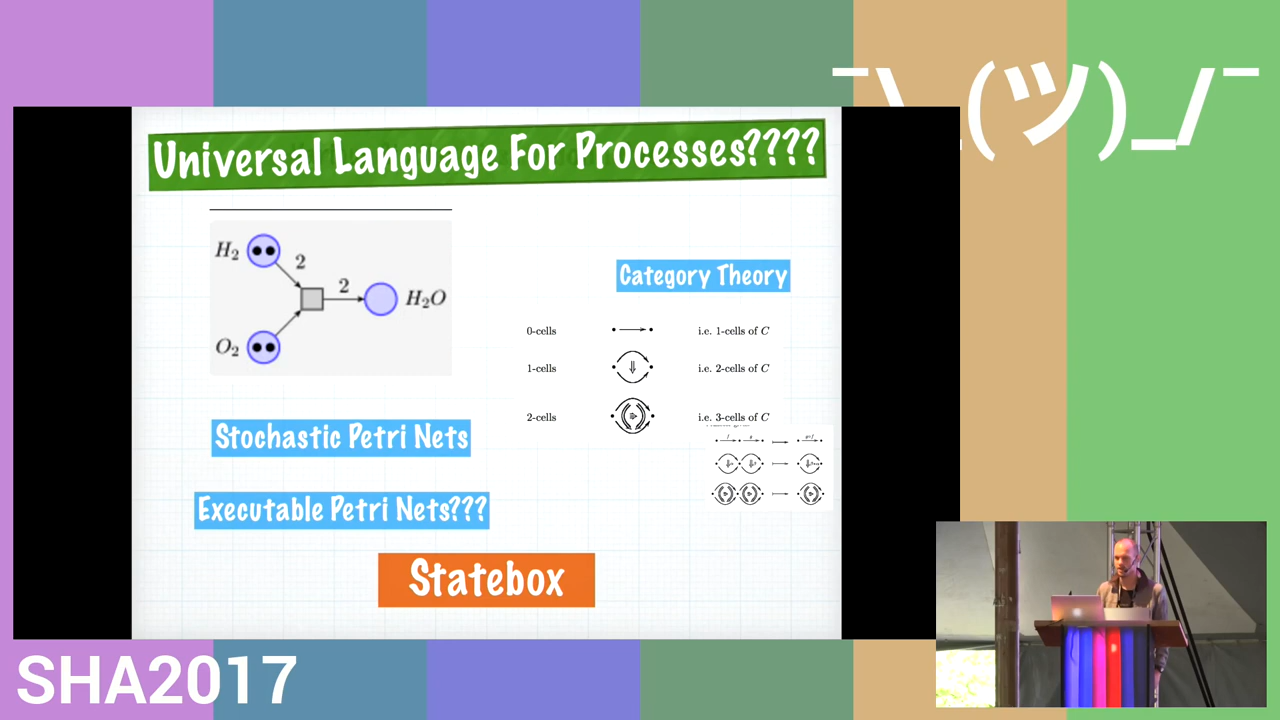 ¯\_(ツ)_/¯
Universal Language For Processes????
H₂
2
2
H₂O
O₂
Category Theory
0-cells i.e. 1-cells of C
1-cells i.e. 2-cells of C
2-cells i.e. 3-cells of C
Stochastic Petri Nets
Executable Petri Nets???
Statebox
SHA2017